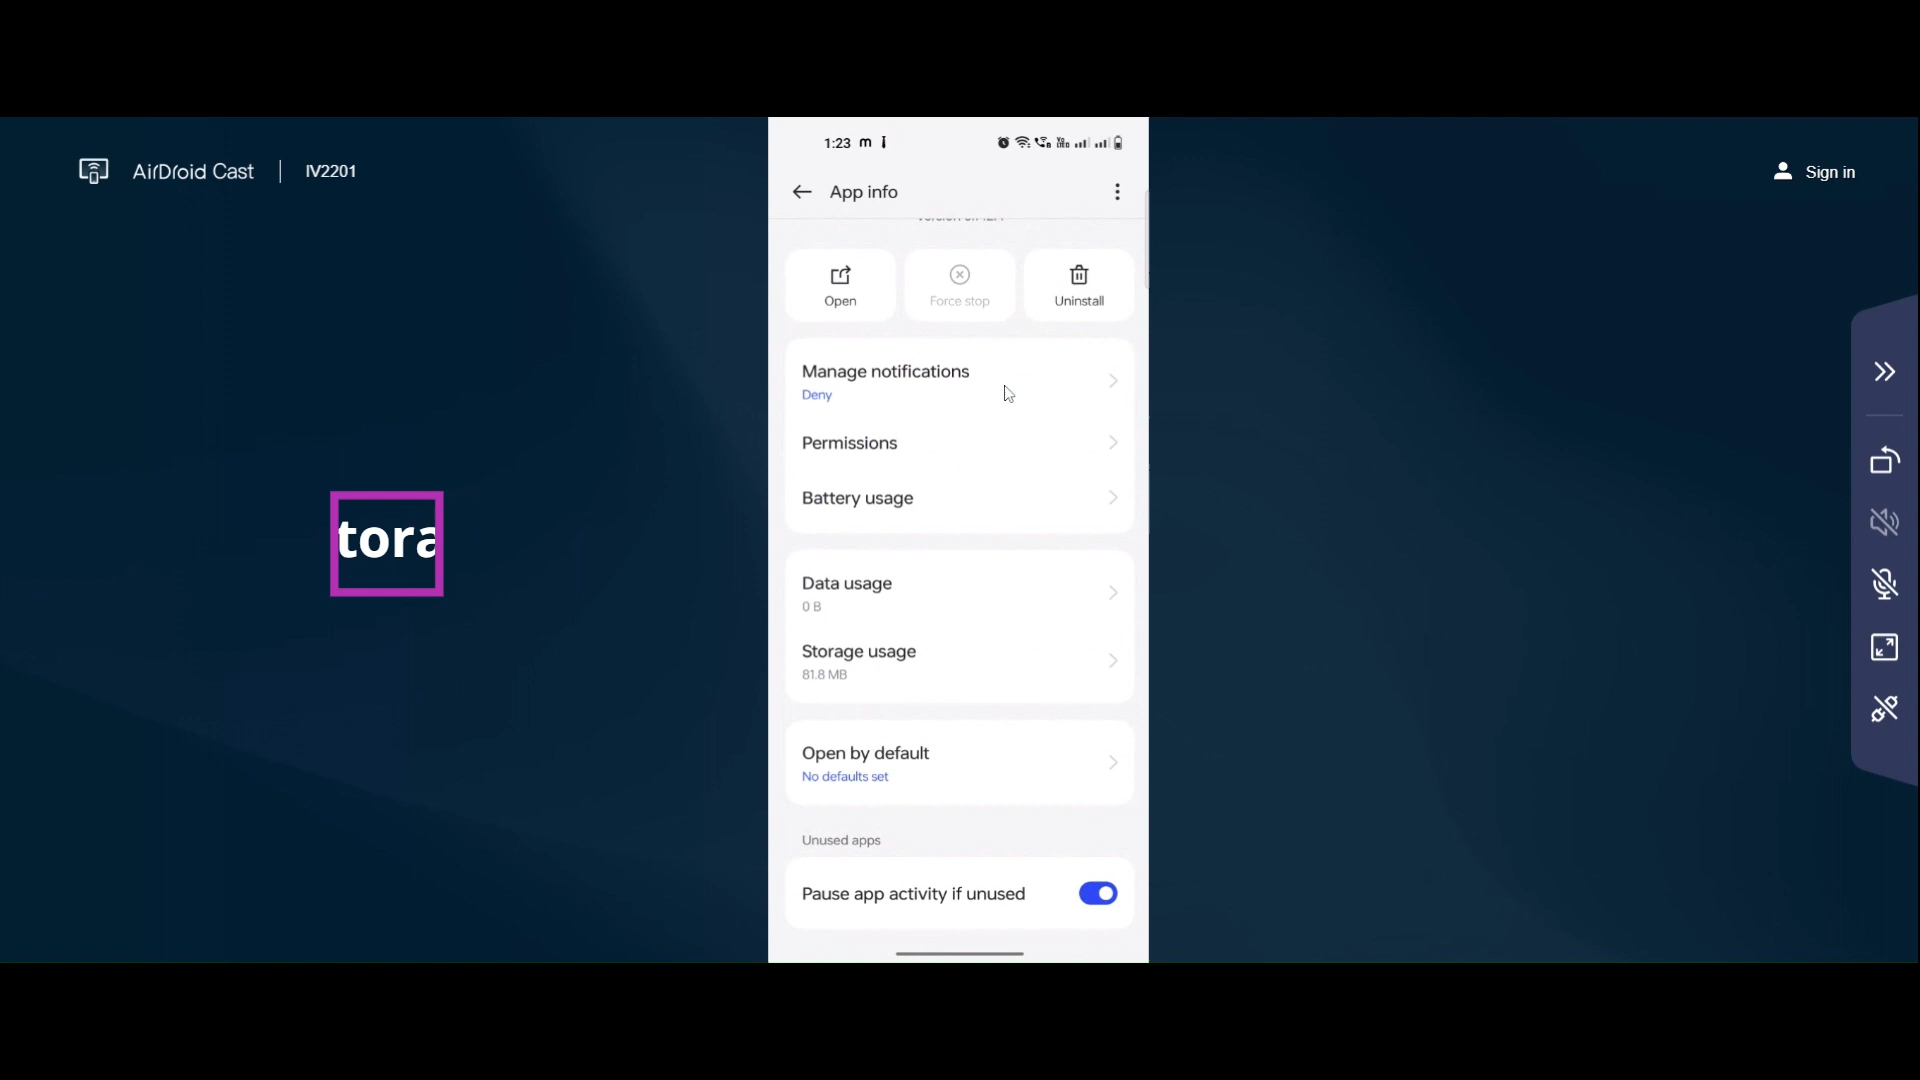 1:23
AirDroid Cast | IV2201
Sign in
App info
Open
Force stop
Uninstall
Manage notifications
Deny
Permissions
Battery usage
tora
Data usage
0 B
Storage usage
81.8 MB
Open by default
No defaults set
Unused apps
Pause app activity if unused